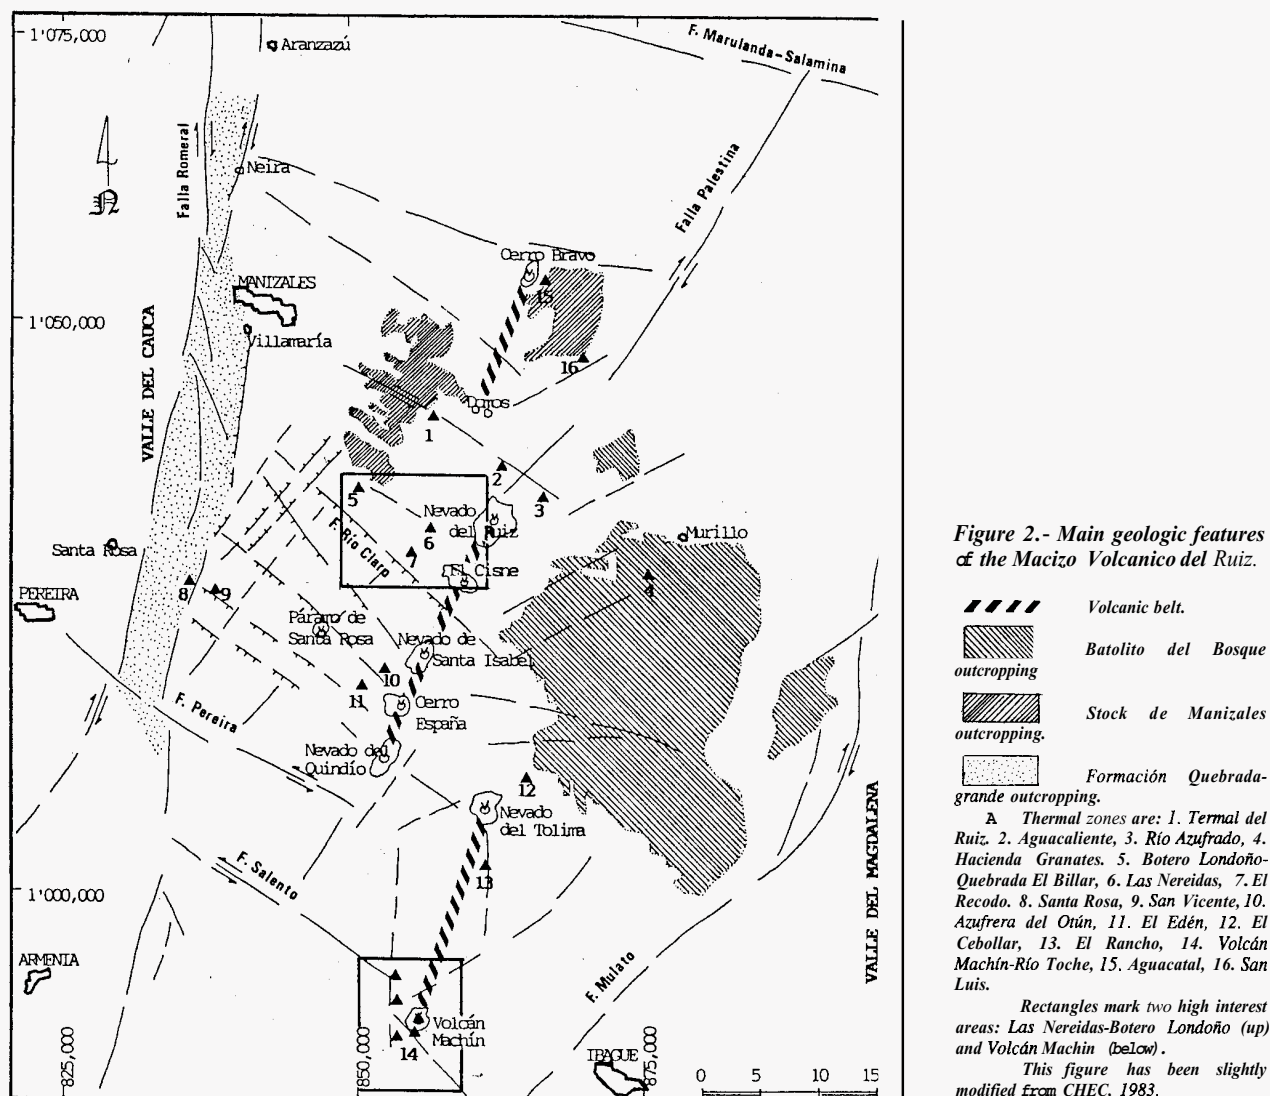 1'075,000
Aranzazú
F. Marulanda-Salamina
4
N
Falla Romeral
Neira
Falla Palestina
Cerro Bravo
MANIZALES
15
1'050,000
Villamaría
16
VALLE DEL CAUCA
1
2
5
Nevado
del Ruiz
3
6
F. Río Claro
7
Murillo
Santa Rosa
El Cisne
8
9
4
PEREIRA
Páramo de
Santa Rosa
Nevado de
Santa Isabel
10
11
Cerro
España
F. Pereira
Nevado del
Quindío
12
Nevado
del Tolima
VALLE DEL MAGDALENA
F. Salento
13
1'000,000
ARMENIA
F. Mulato
Volcán
Machín
14
IBAGUE
825,000
850,000
875,000
0 5 10 15
Figure 2.- Main geologic features
of the Macizo Volcanico del Ruiz.
Volcanic belt.
Batolito del Bosque
outcropping
Stock de Manizales
outcropping.
Formación Quebrada-
grande outcropping.
A Thermal zones are: 1. Termal del
Ruiz. 2. Aguacaliente, 3. Río Azufrado, 4.
Hacienda Granates. 5. Botero Londoño-
Quebrada El Billar, 6. Las Nereidas, 7. El
Recodo. 8. Santa Rosa, 9. San Vicente, 10.
Azufrera del Otún, 11. El Edén, 12. El
Cebollar, 13. El Rancho, 14. Volcán
Machín-Río Toche, 15. Aguacatal, 16. San
Luis.
Rectangles mark two high interest
areas: Las Nereidas-Botero Londoño (up)
and Volcán Machin (below).
This figure has been slightly
modified from CHEC, 1983.